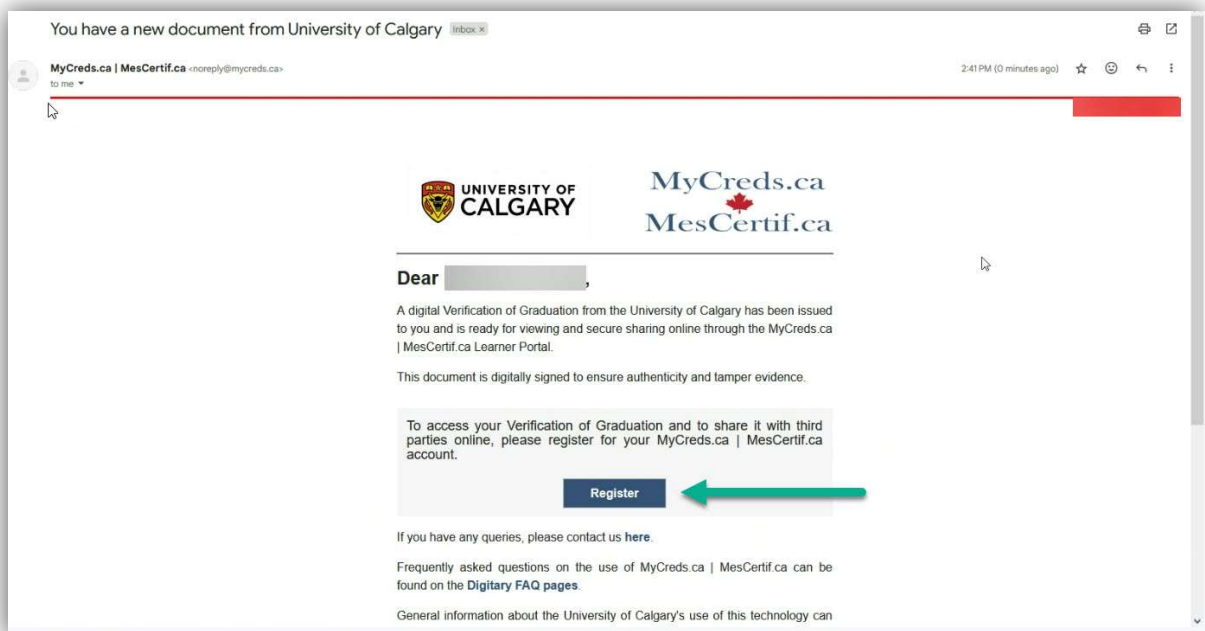 You have a new document from University of Calgary Inbox ×
MyCreds.ca | MesCertif.ca <noreply@mycreds.ca>
to me
2:41 PM (0 minutes ago)
UNIVERSITY OF
CALGARY
MyCreds.ca
MesCertif.ca
Dear ,
A digital Verification of Graduation from the University of Calgary has been issued
to you and is ready for viewing and secure sharing online through the MyCreds.ca
| MesCertif.ca Learner Portal.
This document is digitally signed to ensure authenticity and tamper evidence.
To access your Verification of Graduation and to share it with third
parties online, please register for your MyCreds.ca | MesCertif.ca
account.
Register
If you have any queries, please contact us here.
Frequently asked questions on the use of MyCreds.ca | MesCertif.ca can be
found on the Digitary FAQ pages.
General information about the University of Calgary's use of this technology can